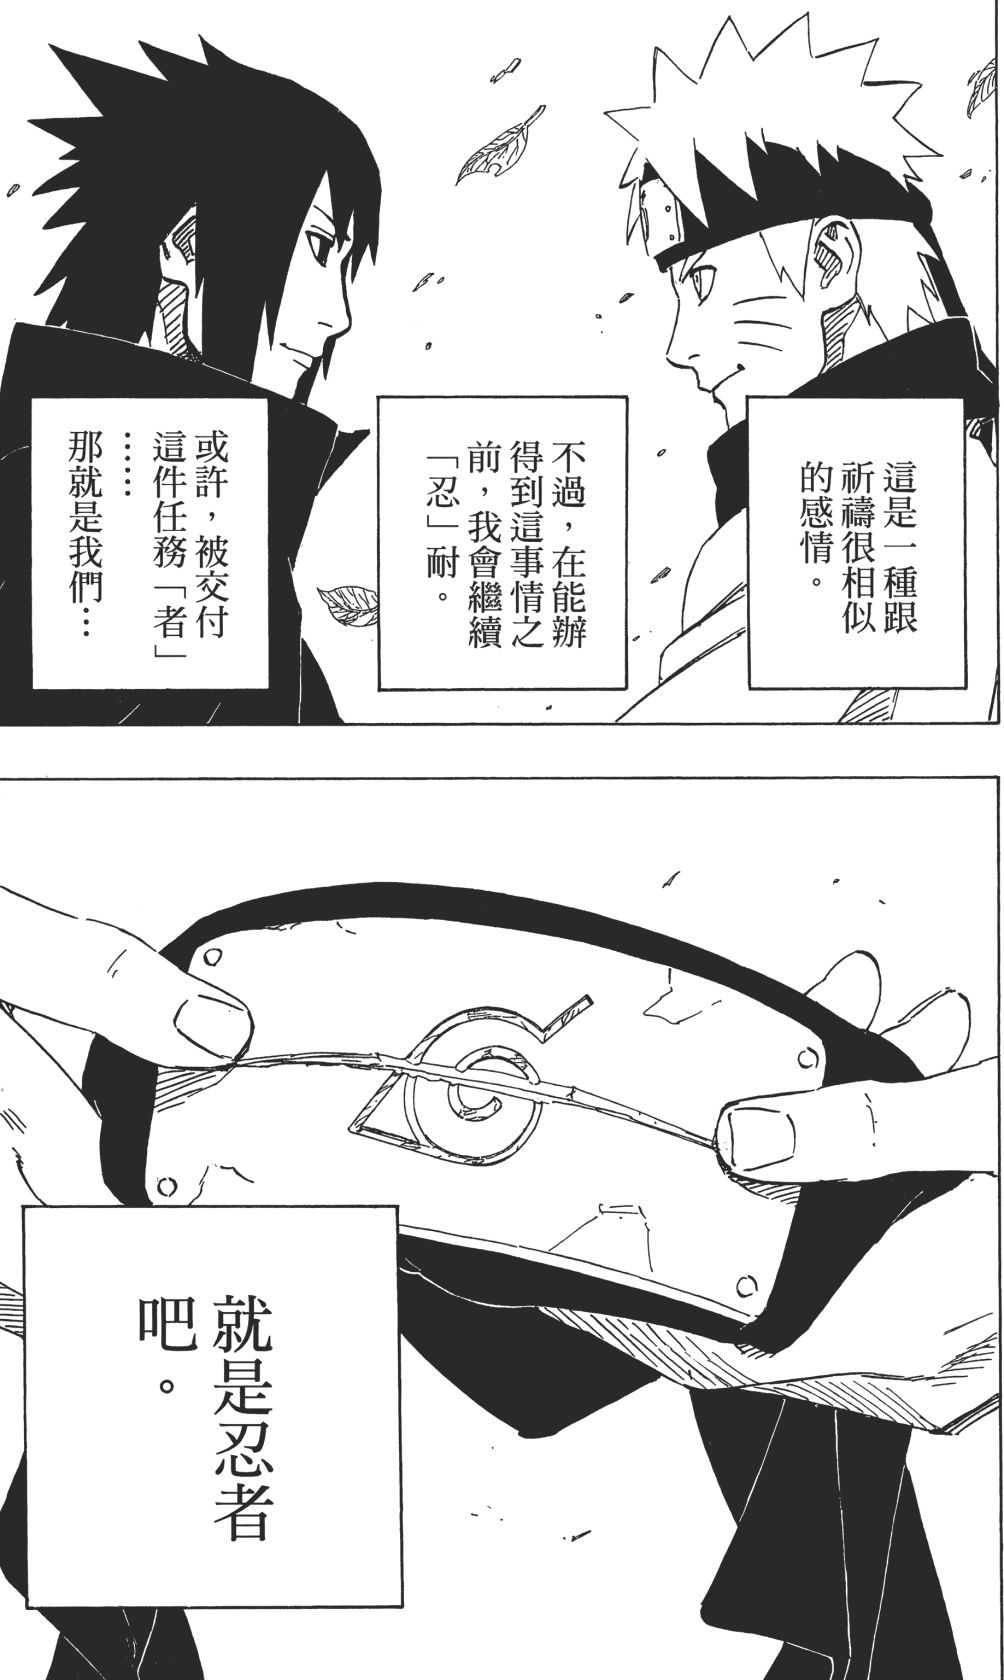 這是一種跟
祈禱很相似
的感情。
不過，在能辦
得到這事情之
前，我會繼續
「忍」耐。
或許，被交付
這件任務「者」
……
那就是我們…
就是忍者
吧。